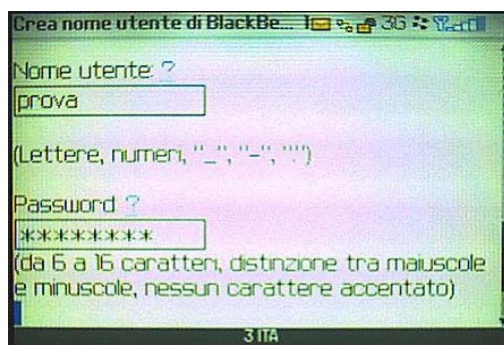 Crea nome utente di BlackBe... 1 3G
Nome utente: ?
prova
(Lettere, numeri, "_", "-", ".")
Password ?
********
(da 6 a 16 caratteri, distinzione tra maiuscole
e minuscole, nessun carattere accentato)
3 ITA